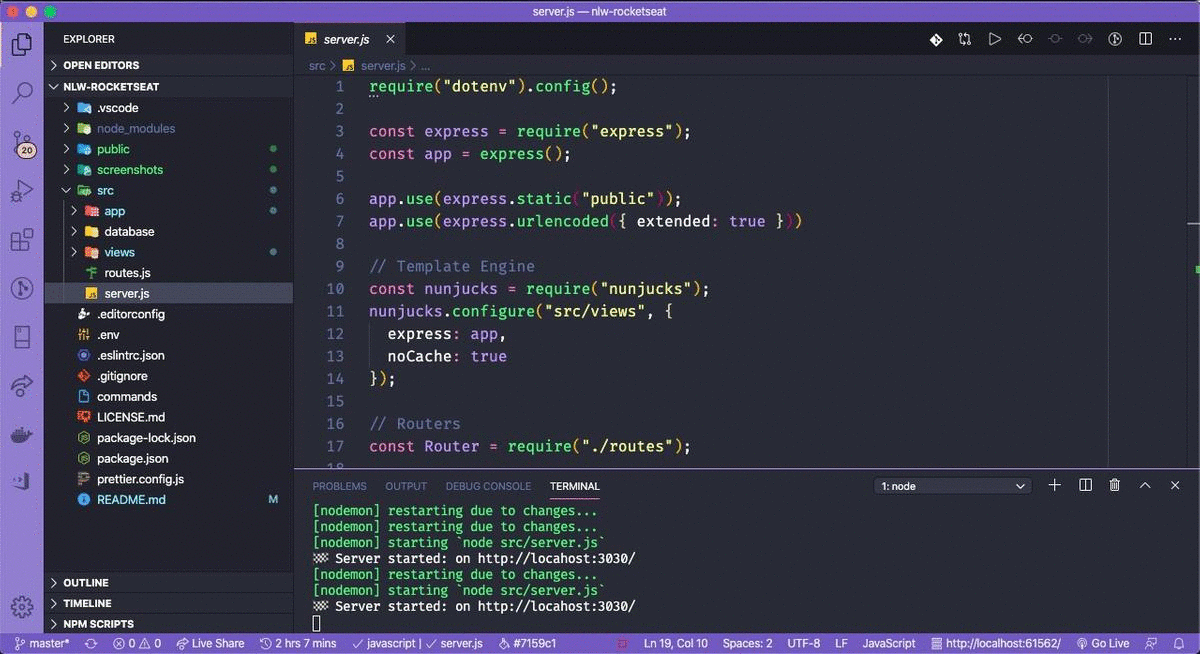 server.js — nlw-rocketseat
EXPLORER
OPEN EDITORS
NLW-ROCKETSEAT
.vscode
node_modules
public
screenshots
src
app
database
views
routes.js
server.js
.editorconfig
.env
.eslintrc.json
.gitignore
commands
LICENSE.md
package-lock.json
package.json
prettier.config.js
README.md M
OUTLINE
TIMELINE
NPM SCRIPTS
20
JS server.js
src > JS server.js > ...
1 require("dotenv").config();
2
3 const express = require("express");
4 const app = express();
5
6 app.use(express.static("public"));
7 app.use(express.urlencoded({ extended: true }))
8
9 // Template Engine
10 const nunjucks = require("nunjucks");
11 nunjucks.configure("src/views", {
12 express: app,
13 noCache: true
14 });
15
16 // Routers
17 const Router = require("./routes");
18
PROBLEMS OUTPUT DEBUG CONSOLE TERMINAL 1: node
[nodemon] restarting due to changes...
[nodemon] restarting due to changes...
[nodemon] starting `node src/server.js`
Server started: on http://locahost:3030/
[nodemon] restarting due to changes...
[nodemon] starting `node src/server.js`
Server started: on http://locahost:3030/
master* 0 0 Live Share 2 hrs 7 mins javascript | server.js #7159c1 Ln 19, Col 10 Spaces: 2 UTF-8 LF JavaScript http://localhost:61562/ Go Live